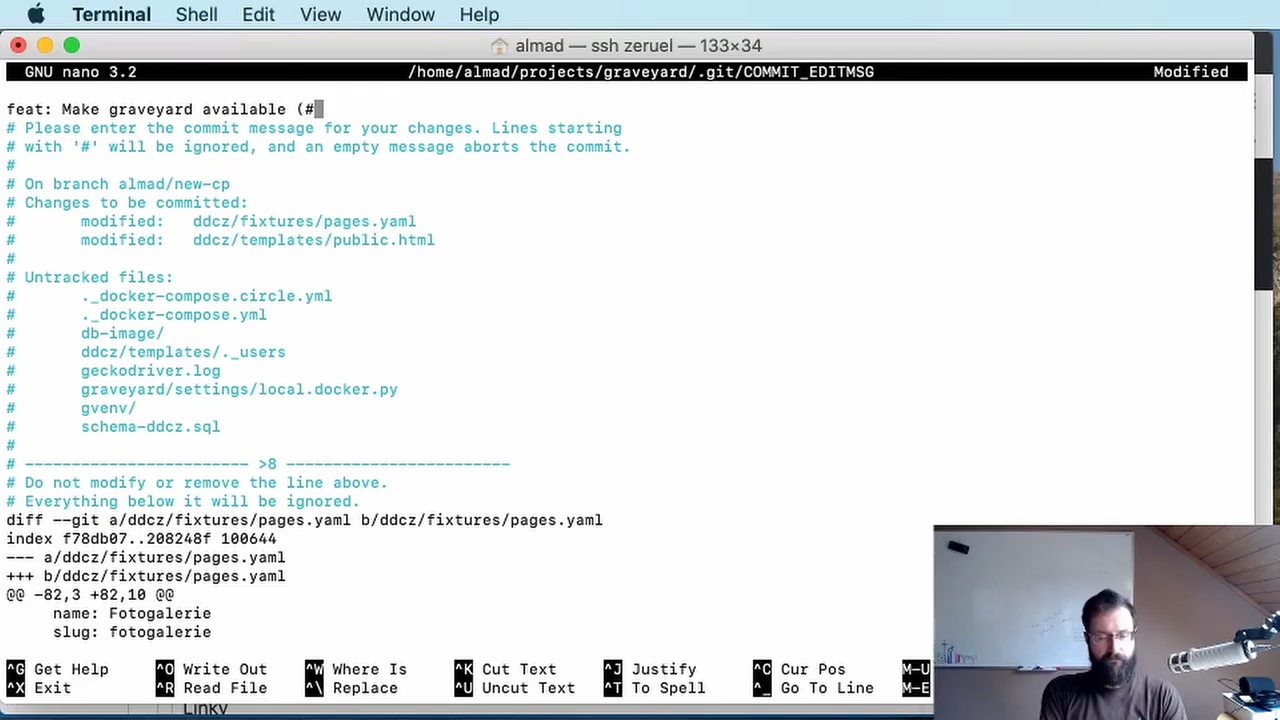 Terminal Shell Edit View Window Help
almad — ssh zeruel — 133×34
GNU nano 3.2 /home/almad/projects/graveyard/.git/COMMIT_EDITMSG Modified
feat: Make graveyard available (#
# Please enter the commit message for your changes. Lines starting
# with '#' will be ignored, and an empty message aborts the commit.
#
# On branch almad/new-cp
# Changes to be committed:
# modified: ddcz/fixtures/pages.yaml
# modified: ddcz/templates/public.html
#
# Untracked files:
# ._docker-compose.circle.yml
# ._docker-compose.yml
# db-image/
# ddcz/templates/._users
# geckodriver.log
# graveyard/settings/local.docker.py
# gvenv/
# schema-ddcz.sql
#
# ------------------------ >8 ------------------------
# Do not modify or remove the line above.
# Everything below it will be ignored.
diff --git a/ddcz/fixtures/pages.yaml b/ddcz/fixtures/pages.yaml
index f78db07..208248f 100644
--- a/ddcz/fixtures/pages.yaml
+++ b/ddcz/fixtures/pages.yaml
@@ -82,3 +82,10 @@
name: Fotogalerie
slug: fotogalerie
^G Get Help ^O Write Out ^W Where Is ^K Cut Text ^J Justify ^C Cur Pos M-U
^X Exit ^R Read File ^\ Replace ^U Uncut Text ^T To Spell ^_ Go To Line M-E
Linky